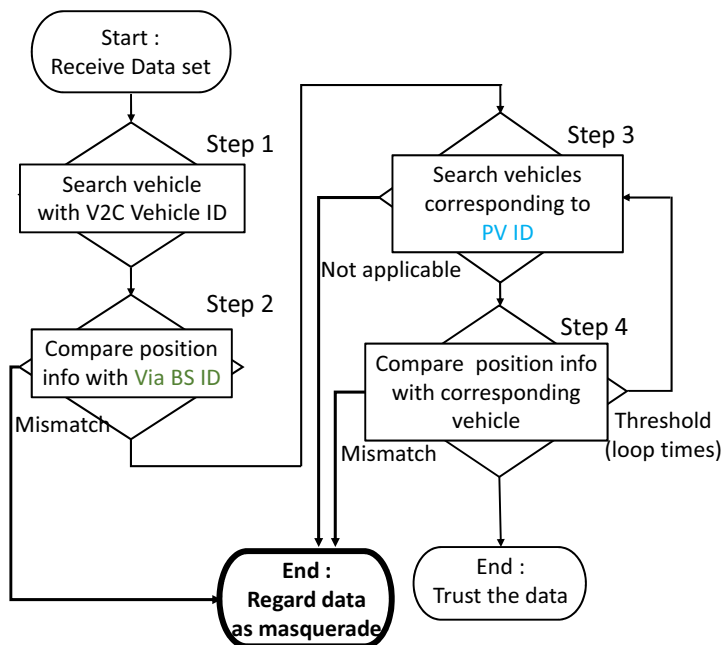 Start :
Receive Data set
Step 1
Search vehicle
with V2C Vehicle ID
Step 2
Compare position
info with Via BS ID
Mismatch
Step 3
Search vehicles
corresponding to
PV ID
Not applicable
Step 4
Compare position info
with corresponding
vehicle
Mismatch
Threshold
(loop times)
End :
Regard data
as masquerade
End :
Trust the data